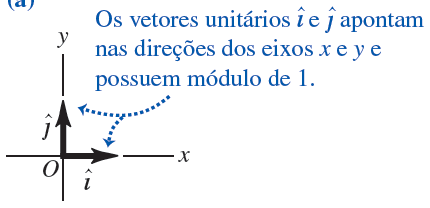 (a)
Os vetores unitários î e ĵ apontam
nas direções dos eixos x e y e
possuem módulo de 1.
y
ĵ
O
î
x